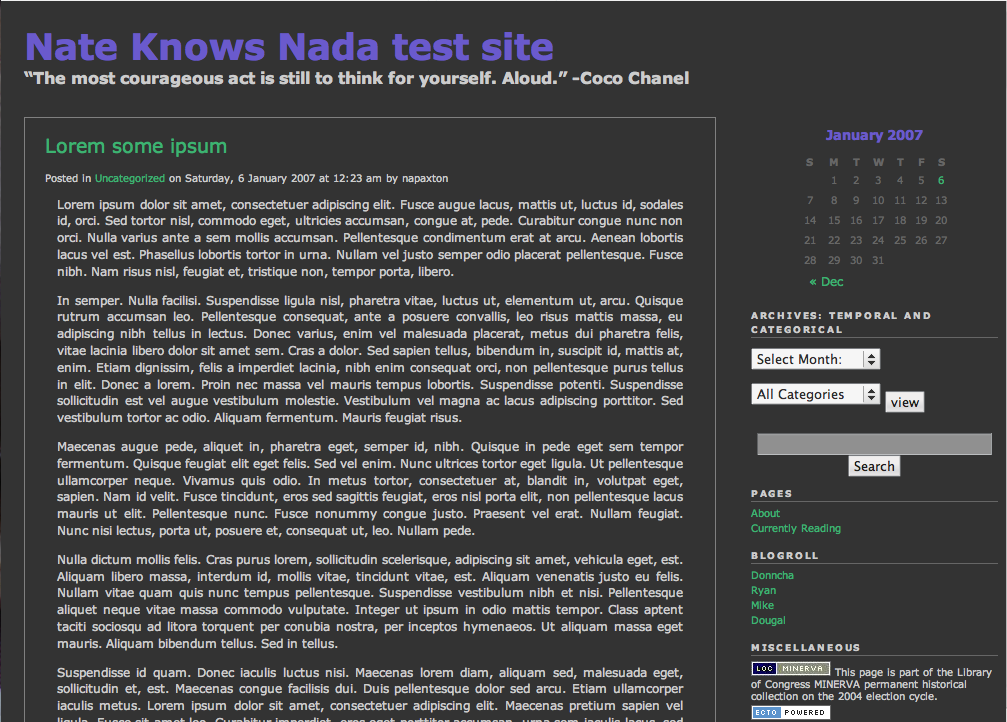 Nate Knows Nada test site
“The most courageous act is still to think for yourself. Aloud.” -Coco Chanel
Lorem some ipsum
Posted in Uncategorized on Saturday, 6 January 2007 at 12:23 am by napaxton
Lorem ipsum dolor sit amet, consectetuer adipiscing elit. Fusce augue lacus, mattis ut, luctus id, sodales
id, orci. Sed tortor nisl, commodo eget, ultricies accumsan, congue at, pede. Curabitur congue nunc non
orci. Nulla varius ante a sem mollis accumsan. Pellentesque condimentum erat at arcu. Aenean lobortis
lacus vel est. Phasellus lobortis tortor in urna. Nullam vel justo semper odio placerat pellentesque. Fusce
nibh. Nam risus nisl, feugiat et, tristique non, tempor porta, libero.
In semper. Nulla facilisi. Suspendisse ligula nisl, pharetra vitae, luctus ut, elementum ut, arcu. Quisque
rutrum accumsan leo. Pellentesque consequat, ante a posuere convallis, leo risus mattis massa, eu
adipiscing nibh tellus in lectus. Donec varius, enim vel malesuada placerat, metus dui pharetra felis,
vitae lacinia libero dolor sit amet sem. Cras a dolor. Sed sapien tellus, bibendum in, suscipit id, mattis at,
enim. Etiam dignissim, felis a imperdiet lacinia, nibh enim consequat orci, non pellentesque purus tellus
in elit. Donec a lorem. Proin nec massa vel mauris tempus lobortis. Suspendisse potenti. Suspendisse
sollicitudin est vel augue vestibulum molestie. Vestibulum vel magna ac lacus adipiscing porttitor. Sed
vestibulum tortor ac odio. Aliquam fermentum. Mauris feugiat risus.
Maecenas augue pede, aliquet in, pharetra eget, semper id, nibh. Quisque in pede eget sem tempor
fermentum. Quisque feugiat elit eget felis. Sed vel enim. Nunc ultrices tortor eget ligula. Ut pellentesque
ullamcorper neque. Vivamus quis odio. In metus tortor, consectetuer at, blandit in, volutpat eget,
sapien. Nam id velit. Fusce tincidunt, eros sed sagittis feugiat, eros nisl porta elit, non pellentesque lacus
mauris ut elit. Pellentesque nunc. Fusce nonummy congue justo. Praesent vel erat. Nullam feugiat.
Nunc nisi lectus, porta ut, posuere et, consequat ut, leo. Nullam pede.
Nulla dictum mollis felis. Cras purus lorem, sollicitudin scelerisque, adipiscing sit amet, vehicula eget, est.
Aliquam libero massa, interdum id, mollis vitae, tincidunt vitae, est. Aliquam venenatis justo eu felis.
Nullam vitae quam quis nunc tempus pellentesque. Suspendisse vestibulum nibh et nisi. Pellentesque
aliquet neque vitae massa commodo vulputate. Integer ut ipsum in odio mattis tempor. Class aptent
taciti sociosqu ad litora torquent per conubia nostra, per inceptos hymenaeos. Ut aliquam massa eget
mauris. Aliquam bibendum tellus. Sed in tellus.
Suspendisse id quam. Donec iaculis luctus nisi. Maecenas lorem diam, aliquam sed, malesuada eget,
sollicitudin et, est. Maecenas congue facilisis dui. Duis pellentesque dolor sed arcu. Etiam ullamcorper
iaculis metus. Lorem ipsum dolor sit amet, consectetuer adipiscing elit. Maecenas pretium sapien vel
ligula. Fusce sit amet leo. Curabitur imperdiet, eros eget porttitor accumsan, urna sem iaculis lacus, sed
January 2007
S M T W T F S
1 2 3 4 5 6
7 8 9 10 11 12 13
14 15 16 17 18 19 20
21 22 23 24 25 26 27
28 29 30 31
« Dec
ARCHIVES: TEMPORAL AND
CATEGORICAL
Select Month:
All Categories
view
Search
PAGES
About
Currently Reading
BLOGROLL
Donncha
Ryan
Mike
Dougal
MISCELLANEOUS
LOC MINERVA This page is part of the Library
of Congress MINERVA permanent historical
collection on the 2004 election cycle.
ECTO POWERED